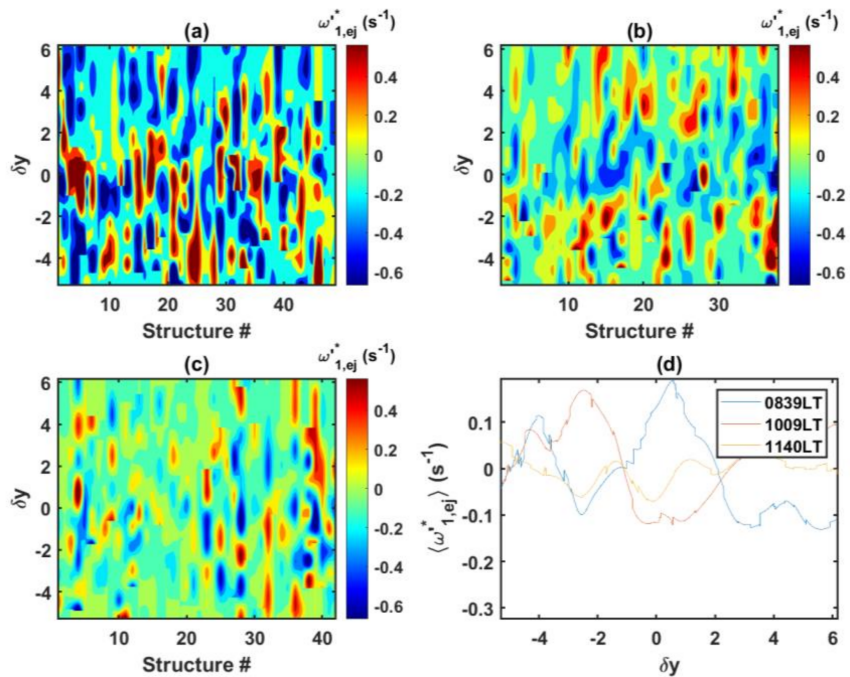 (a)
ω'*1,ej (s-1)
6
4
2
0
-2
-4
δy
10 20 30 40
Structure #
0.4
0.2
0
-0.2
-0.4
-0.6
(b)
ω'*1,ej (s-1)
6
4
2
0
-2
-4
δy
10 20 30
Structure #
0.4
0.2
0
-0.2
-0.4
-0.6
(c)
ω'*1,ej (s-1)
6
4
2
0
-2
-4
δy
10 20 30 40
Structure #
0.4
0.2
0
-0.2
-0.4
-0.6
(d)
0839LT
1009LT
1140LT
0.1
0
-0.1
-0.2
-0.3
⟨ω'*1,ej⟩ (s-1)
-4 -2 0 2 4 6
δy